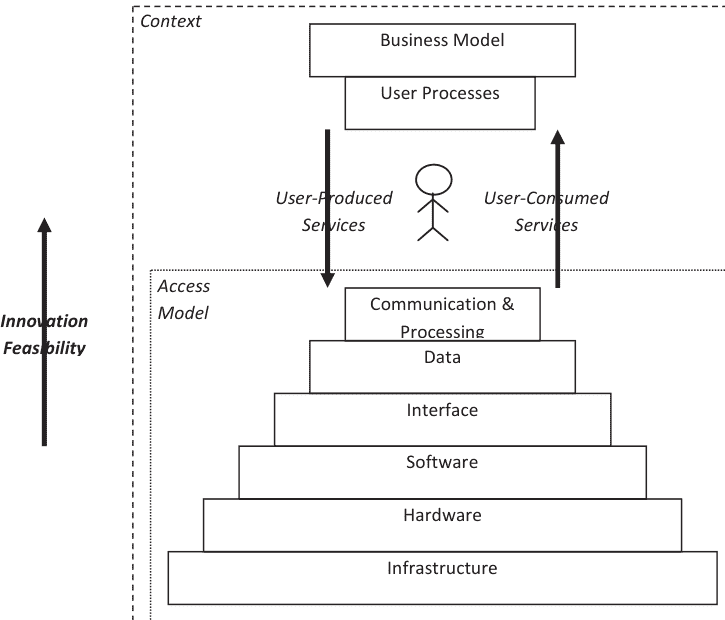 Context
Business Model
User Processes
User-Produced
Services
User-Consumed
Services
Innovation
Feasibility
Access
Model
Communication &
Processing
Data
Interface
Software
Hardware
Infrastructure